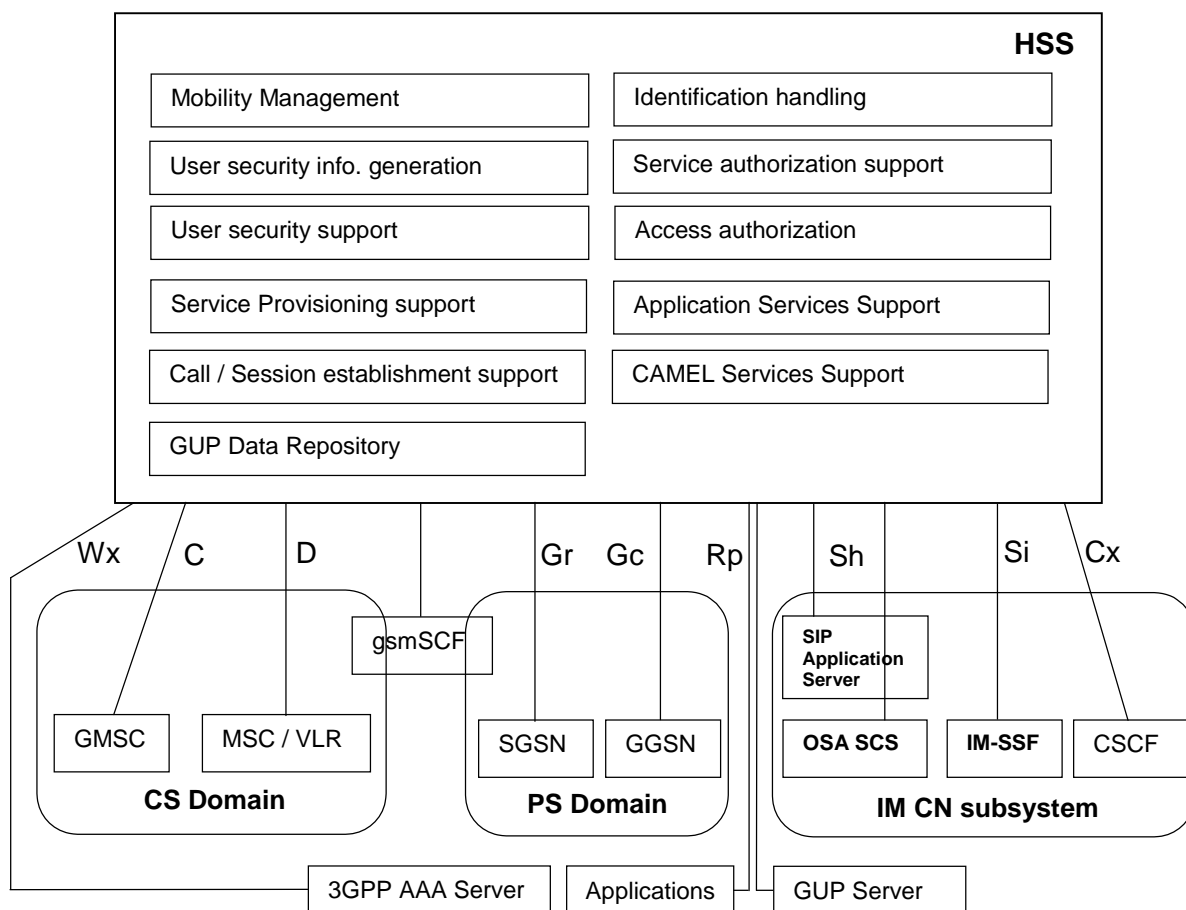 HSS
Mobility Management
Identification handling
User security info. generation
Service authorization support
User security support
Access authorization
Service Provisioning support
Application Services Support
Call / Session establishment support
CAMEL Services Support
GUP Data Repository
Wx
C
D
Gr
Gc
Rp
Sh
Si
Cx
gsmSCF
SIP
Application
Server
GMSC
MSC / VLR
SGSN
GGSN
OSA SCS
IM-SSF
CSCF
CS Domain
PS Domain
IM CN subsystem
3GPP AAA Server
Applications
GUP Server